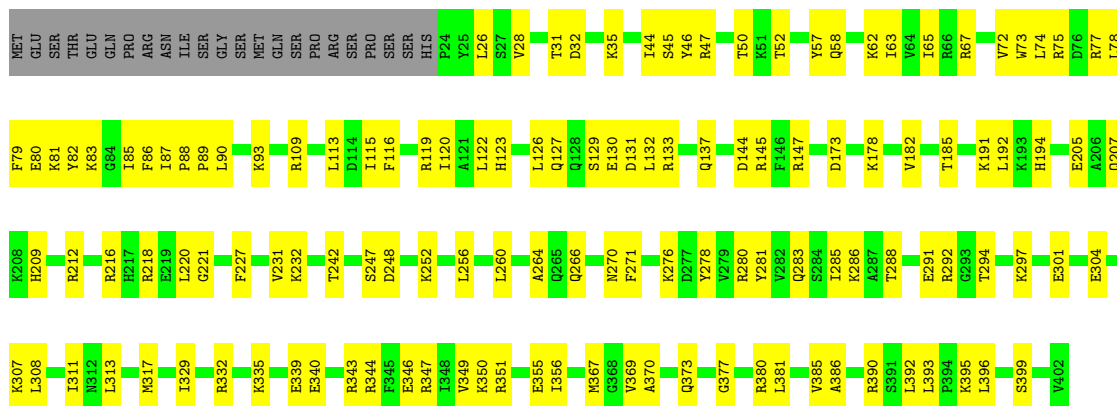 MET GLU SER THR GLU GLN PRO ARG ASN ILE SER GLY SER MET GLN SER PRO ARG SER PRO SER SER HIS P24 Y25 L26 S27 V28 T31 D32 K35 I44 S45 Y46 R47 T50 K51 T52 Y57 Q58 K62 I63 V64 I65 R66 R67 V72 W73 L74 R75 D76 R77 L78
F79 E80 K81 Y82 K83 G84 I85 F86 I87 P88 P89 L90 K93 R109 L113 D114 I115 F116 R119 I120 A121 L122 H123 L126 Q127 Q128 S129 E130 D131 L132 R133 Q137 D144 R145 F146 R147 D173 K178 V182 T185 K191 L192 K193 H194 E205 A206
K208 H209 R212 R216 H217 R218 E219 L220 G221 F227 V231 K232 T242 S247 D248 K252 L256 L260 A264 Q265 Q266 N270 F271 K276 D277 Y278 V279 R280 Y281 V282 Q283 S284 I285 K286 A287 T288 E291 R292 G293 T294 K297 E301 E304
K307 L308 I311 N312 L313 M317 I329 R332 K335 E339 E340 R343 R344 F345 E346 R347 I348 V349 K350 R351 E355 I356 M367 G368 V369 A370 Q373 G377 R380 L381 V385 A386 R390 S391 L392 L393 P394 K395 L396 S399 V402